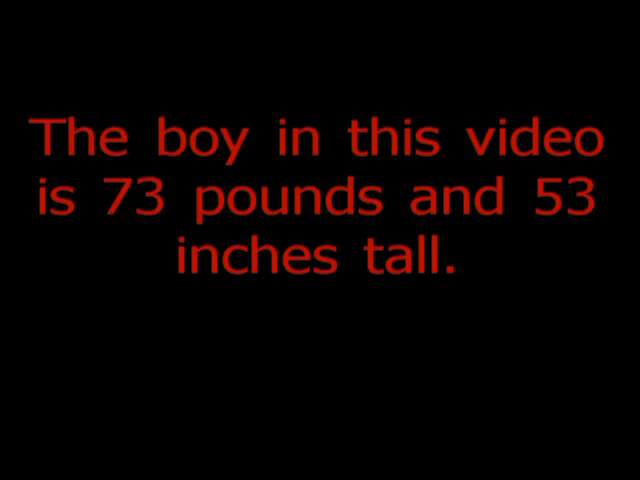 The boy in this video
is 73 pounds and 53
inches tall.